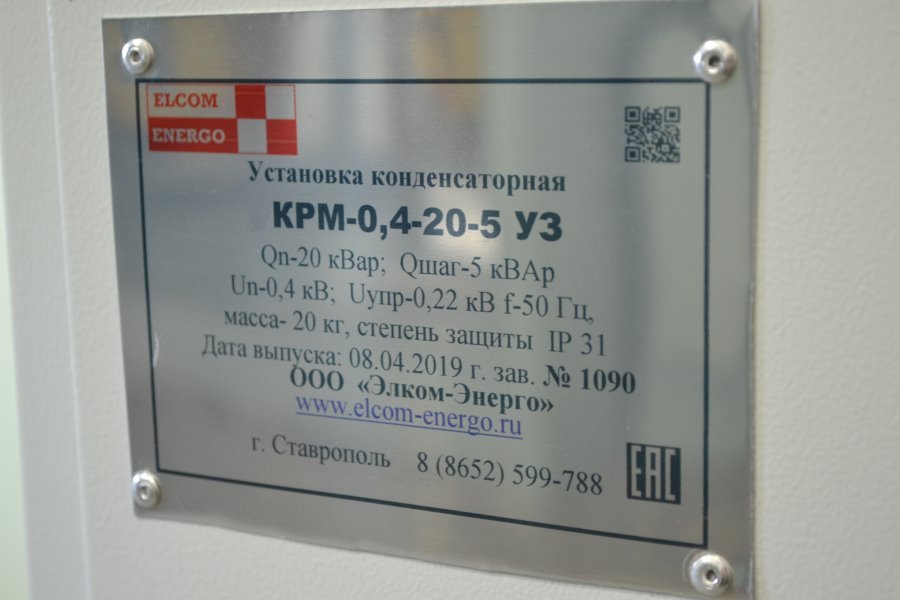 ELCOM
ENERGO
Установка конденсаторная
КРМ-0,4-20-5 У3
Qn-20 кВар; Qшаг-5 кВАр
Un-0,4 кВ; Uупр-0,22 кВ f-50 Гц,
масса- 20 кг, степень защиты IP 31
Дата выпуска: 08.04.2019 г. зав. № 1090
ООО «Элком-Энерго»
www.elcom-energo.ru
г. Ставрополь 8 (8652) 599-788
EAC